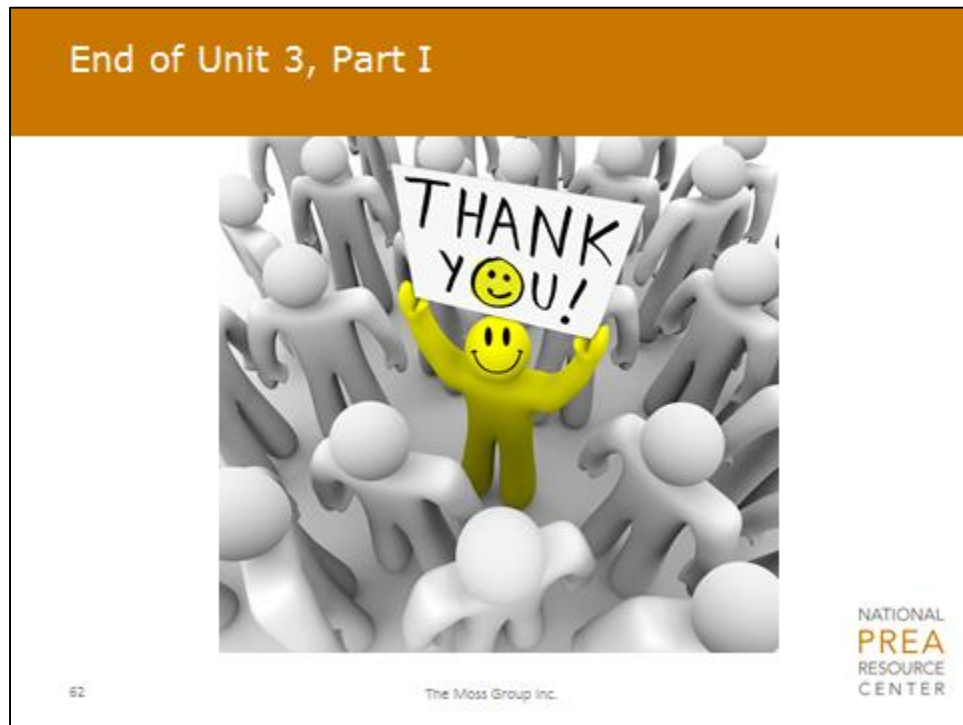 End of Unit 3, Part I
THANK
YOU!
62
The Moss Group Inc.
NATIONAL
PREA
RESOURCE
CENTER